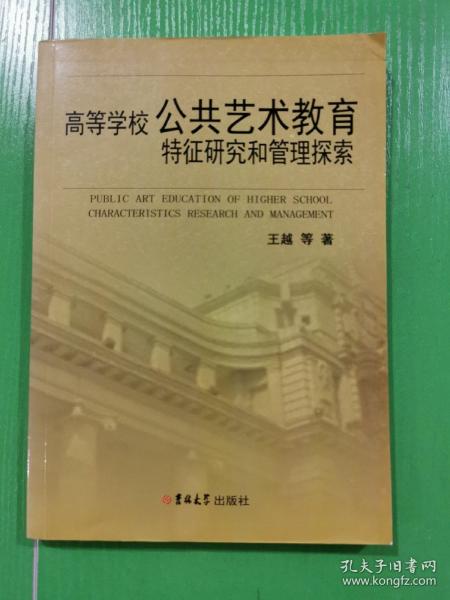 高等学校 公共艺术教育
特征研究和管理探索
PUBLIC ART EDUCATION OF HIGHER SCHOOL
CHARACTERISTICS RESEARCH AND MANAGEMENT
王越 等 著
吉林大学出版社
孔夫子旧书网
www.kongfz.com